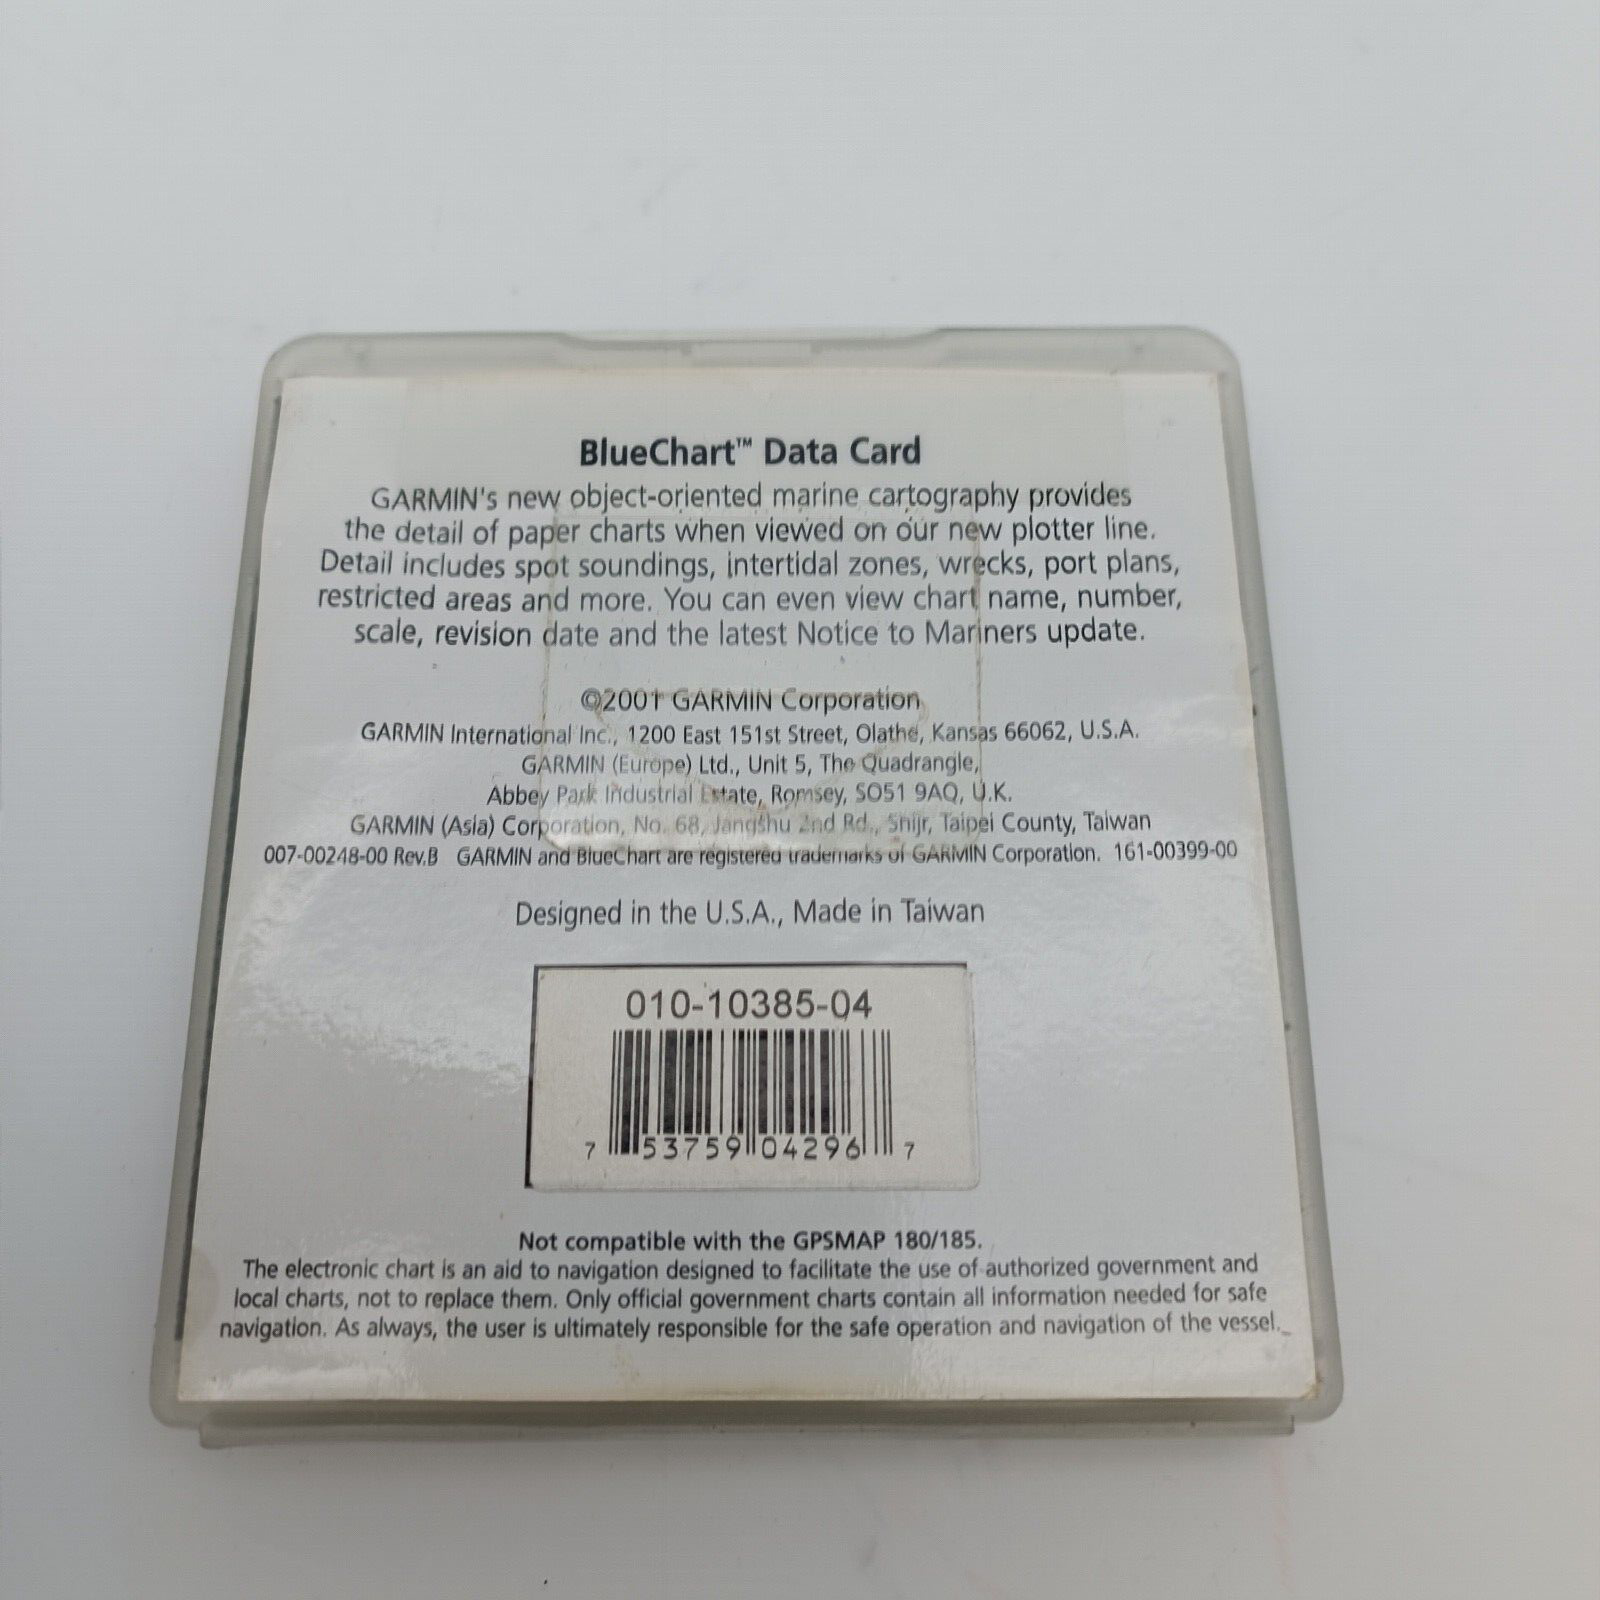 BlueChart™ Data Card
GARMIN's new object-oriented marine cartography provides
the detail of paper charts when viewed on our new plotter line.
Detail includes spot soundings, intertidal zones, wrecks, port plans,
restricted areas and more. You can even view chart name, number,
scale, revision date and the latest Notice to Mariners update.
©2001 GARMIN Corporation
GARMIN International Inc., 1200 East 151st Street, Olathe, Kansas 66062, U.S.A.
GARMIN (Europe) Ltd., Unit 5, The Quadrangle,
Abbey Park Industrial Estate, Romsey, SO51 9AQ, U.K.
GARMIN (Asia) Corporation, No. 68, Jangshu 2nd Rd., Shijr, Taipei County, Taiwan
007-00248-00 Rev.B GARMIN and BlueChart are registered trademarks of GARMIN Corporation. 161-00399-00
Designed in the U.S.A., Made in Taiwan
010-10385-04
7 53759 04296 7
Not compatible with the GPSMAP 180/185.
The electronic chart is an aid to navigation designed to facilitate the use of authorized government and
local charts, not to replace them. Only official government charts contain all information needed for safe
navigation. As always, the user is ultimately responsible for the safe operation and navigation of the vessel._